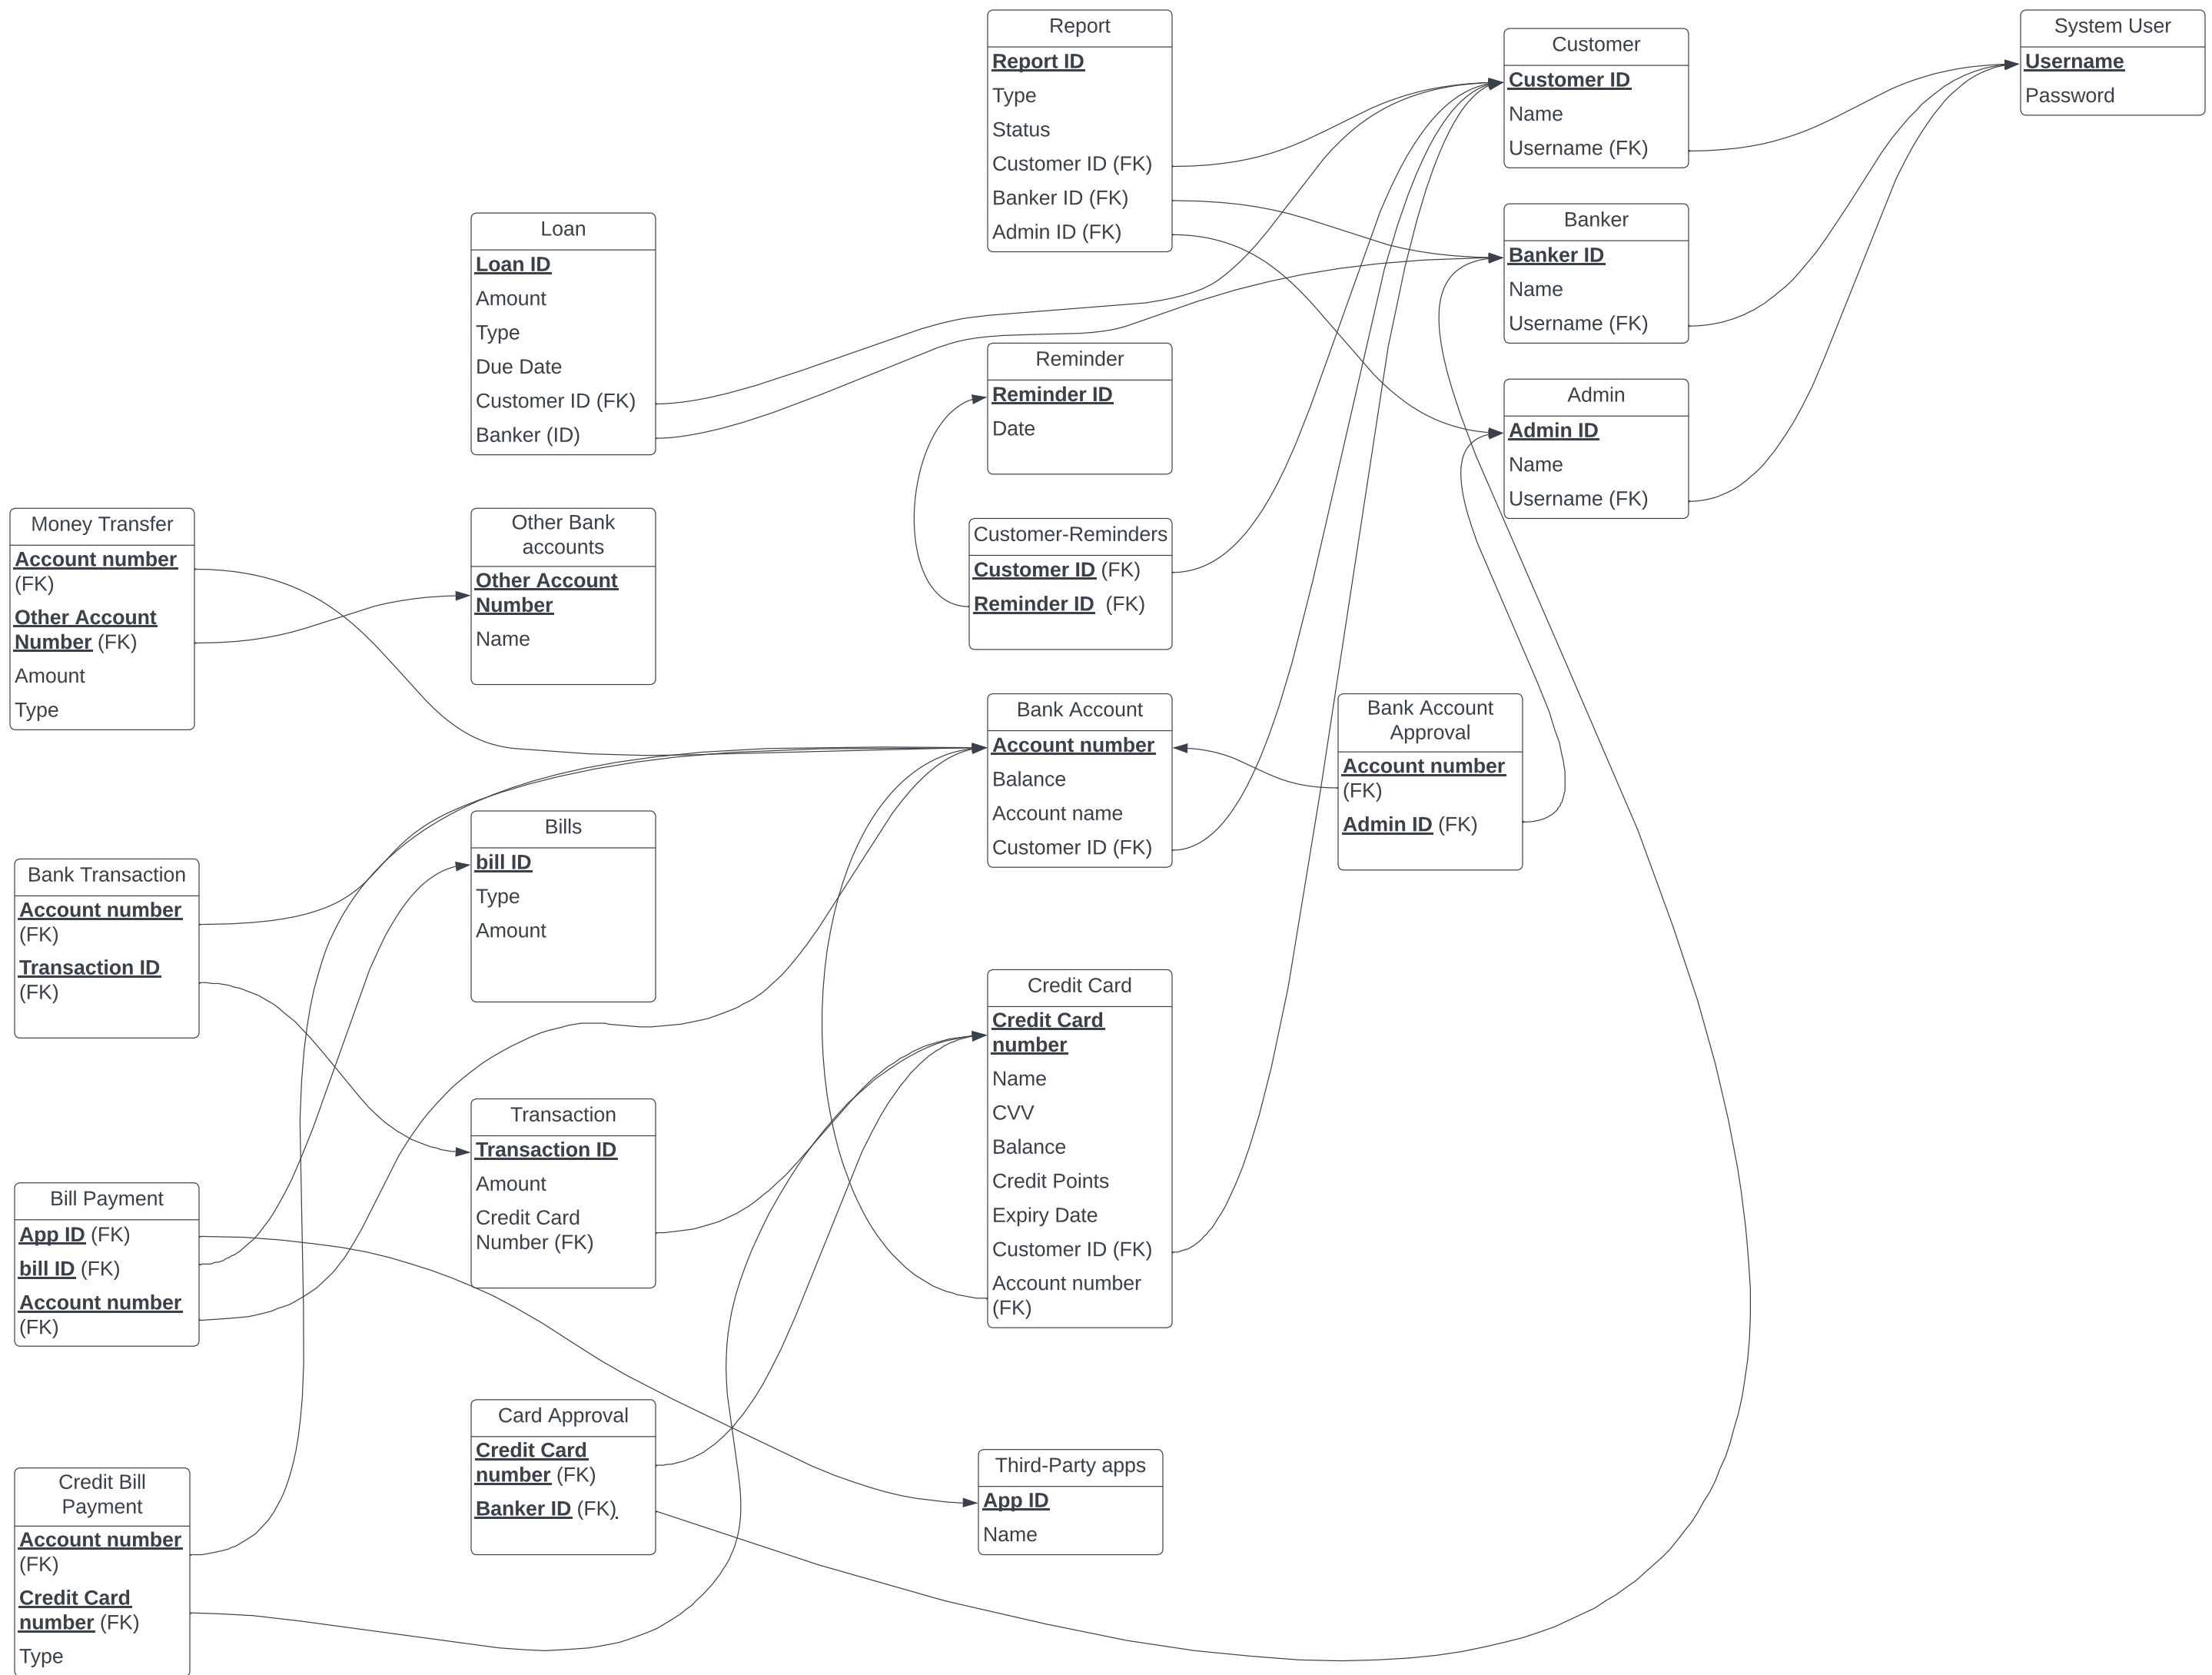 Report
Report ID
Type
Status
Customer ID (FK)
Banker ID (FK)
Admin ID (FK)
Customer
Customer ID
Name
Username (FK)
System User
Username
Password
Banker
Banker ID
Name
Username (FK)
Loan
Loan ID
Amount
Type
Due Date
Customer ID (FK)
Banker (ID)
Reminder
Reminder ID
Date
Admin
Admin ID
Name
Username (FK)
Money Transfer
Account number
(FK)
Other Account
Number (FK)
Amount
Type
Other Bank
accounts
Other Account
Number
Name
Customer-Reminders
Customer ID (FK)
Reminder ID (FK)
Bank Account
Account number
Balance
Account name
Customer ID (FK)
Bank Account
Approval
Account number
(FK)
Admin ID (FK)
Bills
bill ID
Type
Amount
Bank Transaction
Account number
(FK)
Transaction ID
(FK)
Credit Card
Credit Card
number
Name
CVV
Balance
Credit Points
Expiry Date
Customer ID (FK)
Account number
(FK)
Transaction
Transaction ID
Amount
Credit Card
Number (FK)
Bill Payment
App ID (FK)
bill ID (FK)
Account number
(FK)
Card Approval
Credit Card
number (FK)
Banker ID (FK)
Third-Party apps
App ID
Name
Credit Bill
Payment
Account number
(FK)
Credit Card
number (FK)
Type